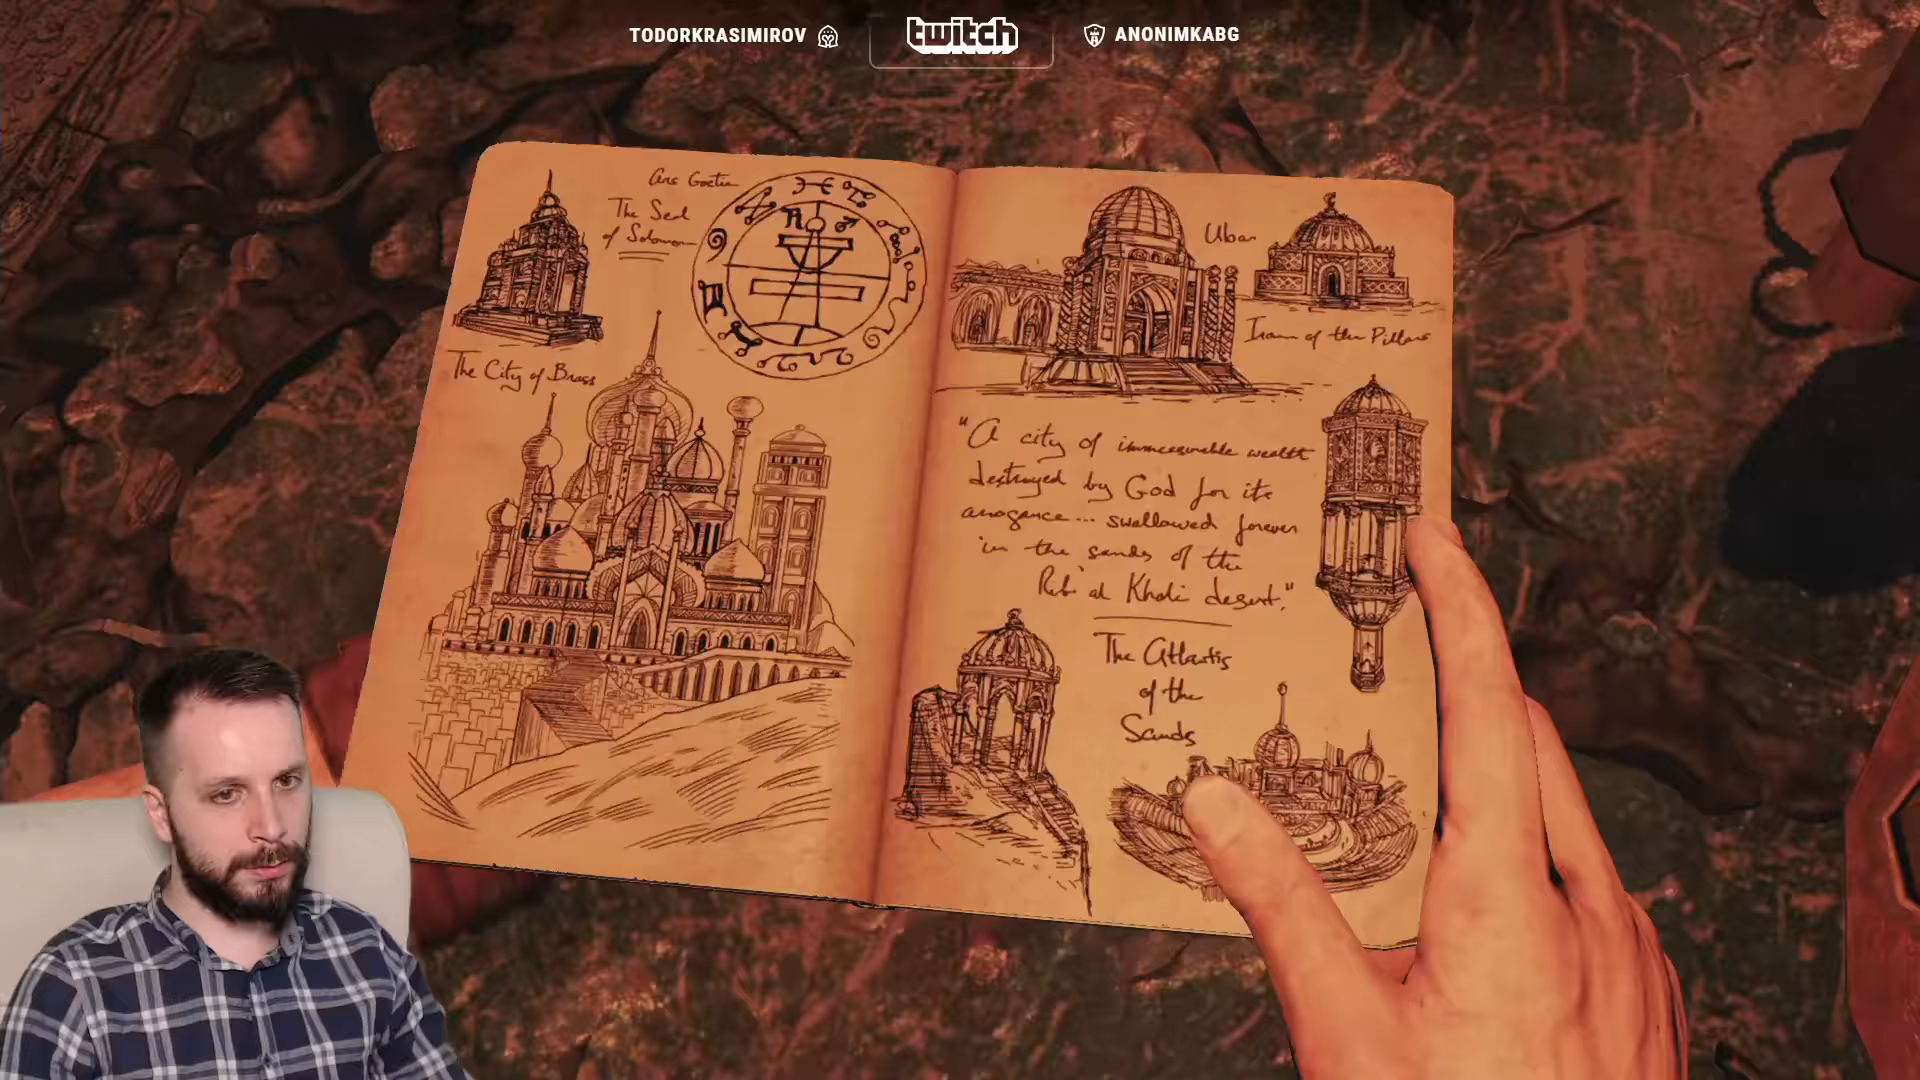 TODORKRASIMIROV
twitch
ANONIMKABG
Ars Goetia
The Seal
of Solomon
The City of Brass
Ubar
Iram of the Pillars
"A city of immeasurable wealth
destroyed by God for its
arrogance... swallowed forever
in the sands of the
Rub' al Khali desert."
The Atlantis
of the
Sands